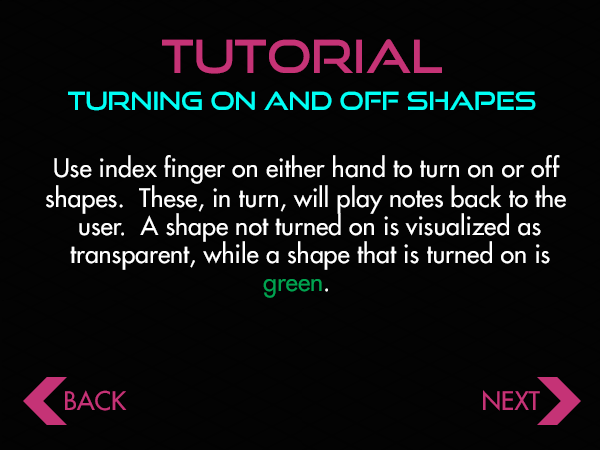 TUTORIAL
TURNING ON AND OFF SHAPES
Use index finger on either hand to turn on or off
shapes.  These, in turn, will play notes back to the
user.  A shape not turned on is visualized as
transparent, while a shape that is turned on is
green.
BACK
NEXT